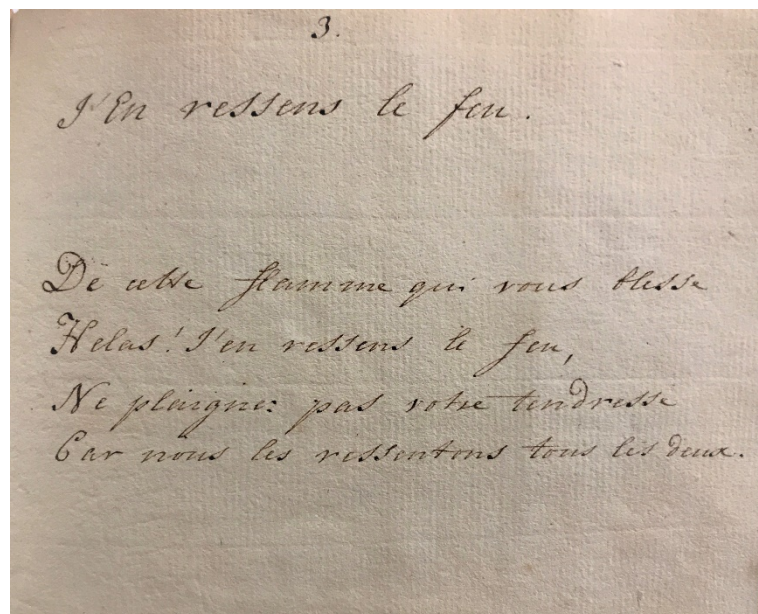 3.
J'En ressens le feu.
De cette flamme qui vous blesse
Helas! J'en ressens le feu,
Ne plaignez pas votre tendresse
Car nous les ressentons tous les deux.